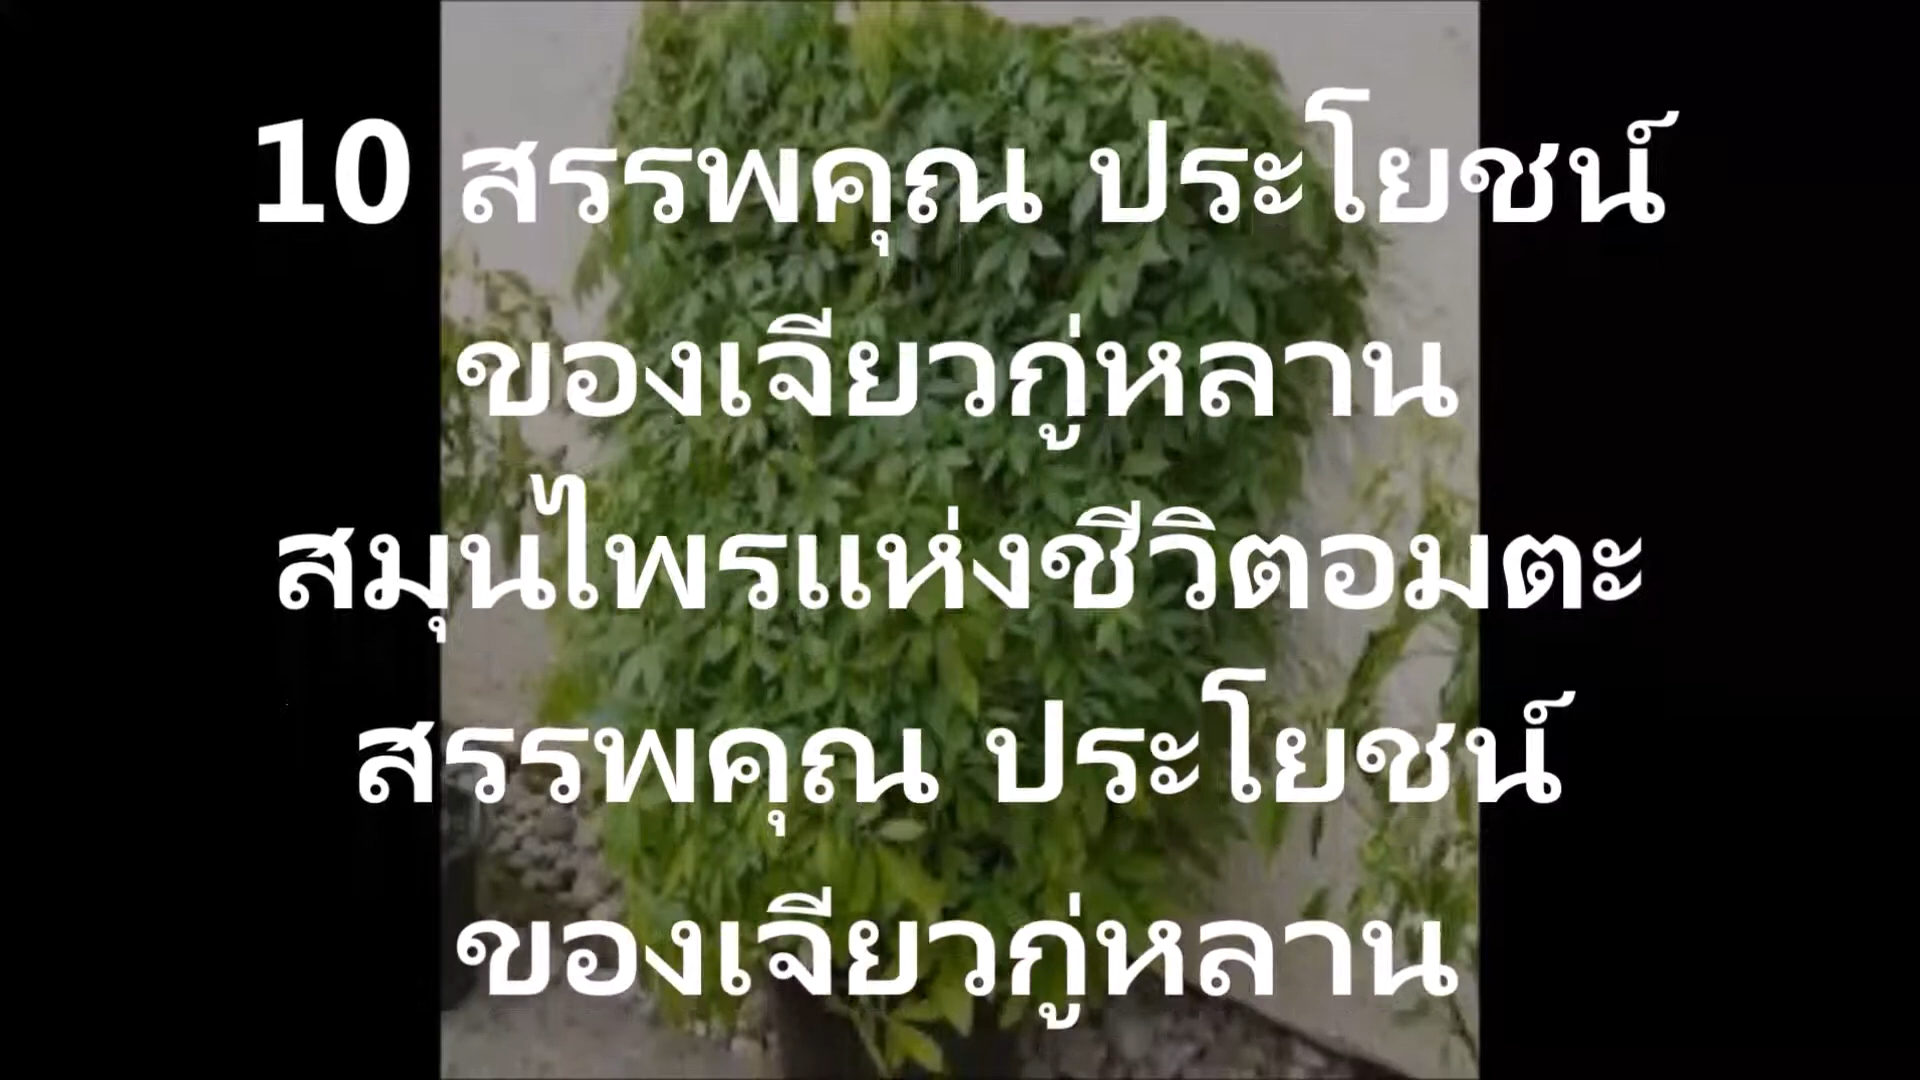 10 สรรพคุณ ประโยชน์
ของเจียวกู่หลาน
สมุนไพรแห่งชีวิตอมตะ
สรรพคุณ ประโยชน์
ของเจียวกู่หลาน